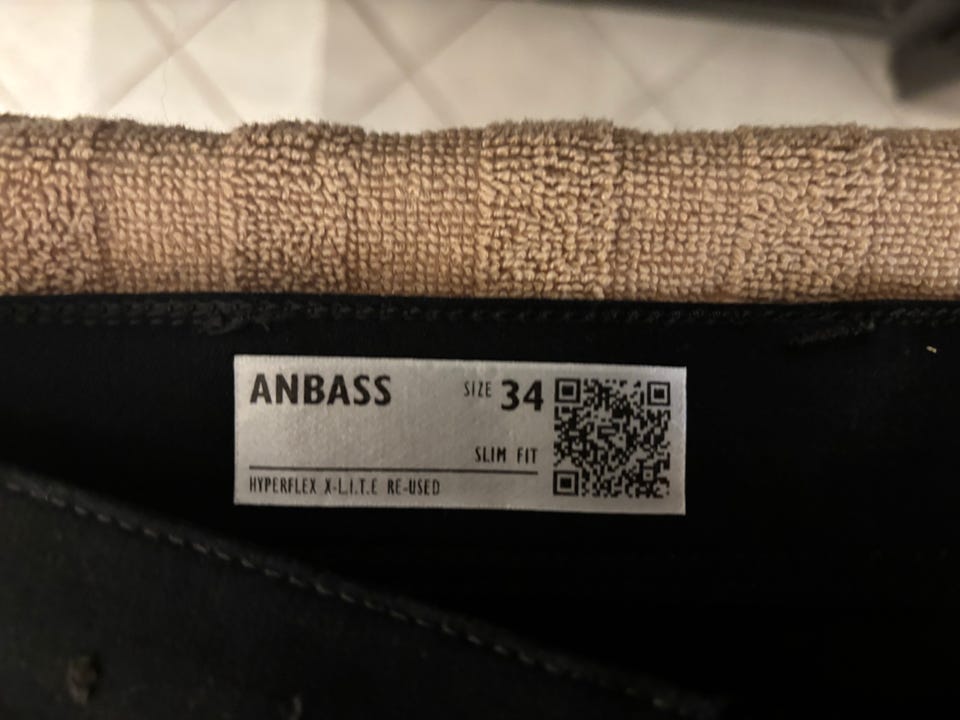 ANBASS SIZE 34
SLIM FIT
HYPERFLEX X-L.I.T.E RE-USED